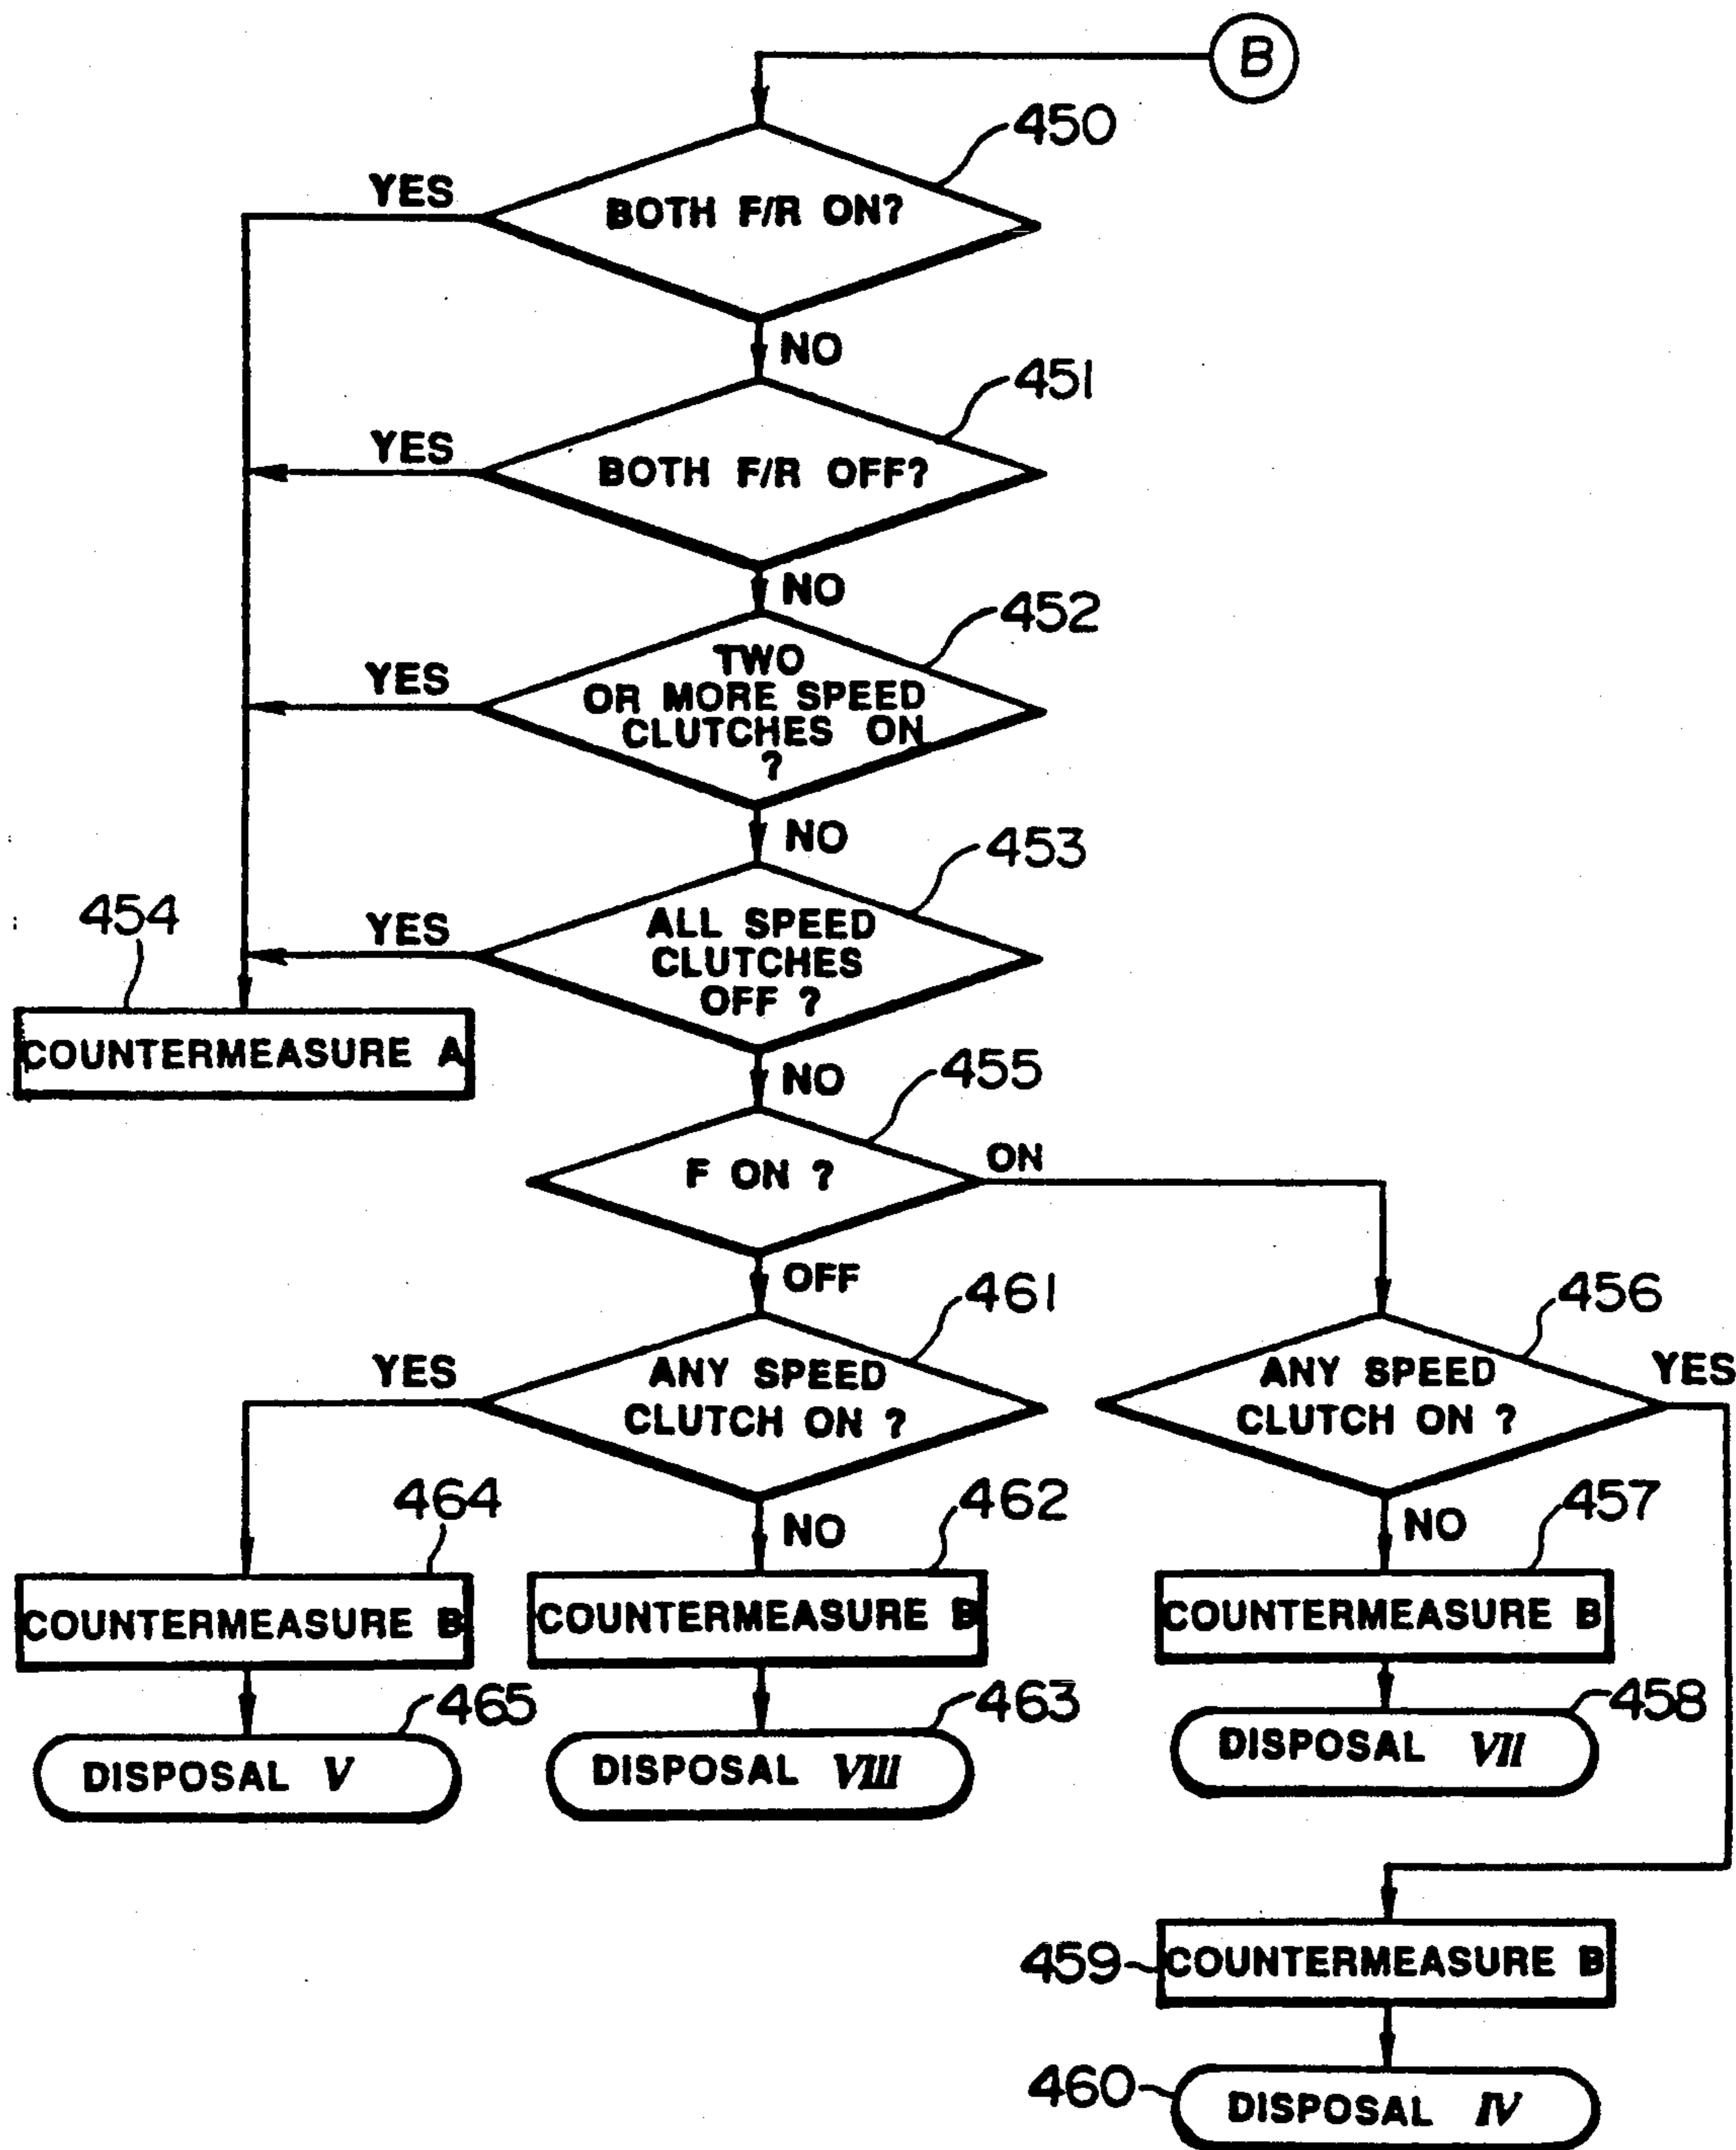 B
450
YES
BOTH F/R ON?
NO
451
YES
BOTH F/R OFF?
NO
452
YES
TWO
OR MORE SPEED
CLUTCHES ON
?
NO
453
454
YES
ALL SPEED
CLUTCHES
OFF ?
COUNTERMEASURE A
NO
455
F ON ?
ON
OFF
461
456
YES
ANY SPEED
CLUTCH ON ?
ANY SPEED
CLUTCH ON ?
YES
464
NO
462
NO
457
COUNTERMEASURE B
COUNTERMEASURE B
COUNTERMEASURE B
465
463
458
DISPOSAL V
DISPOSAL VIII
DISPOSAL VII
459
COUNTERMEASURE B
460
DISPOSAL IV